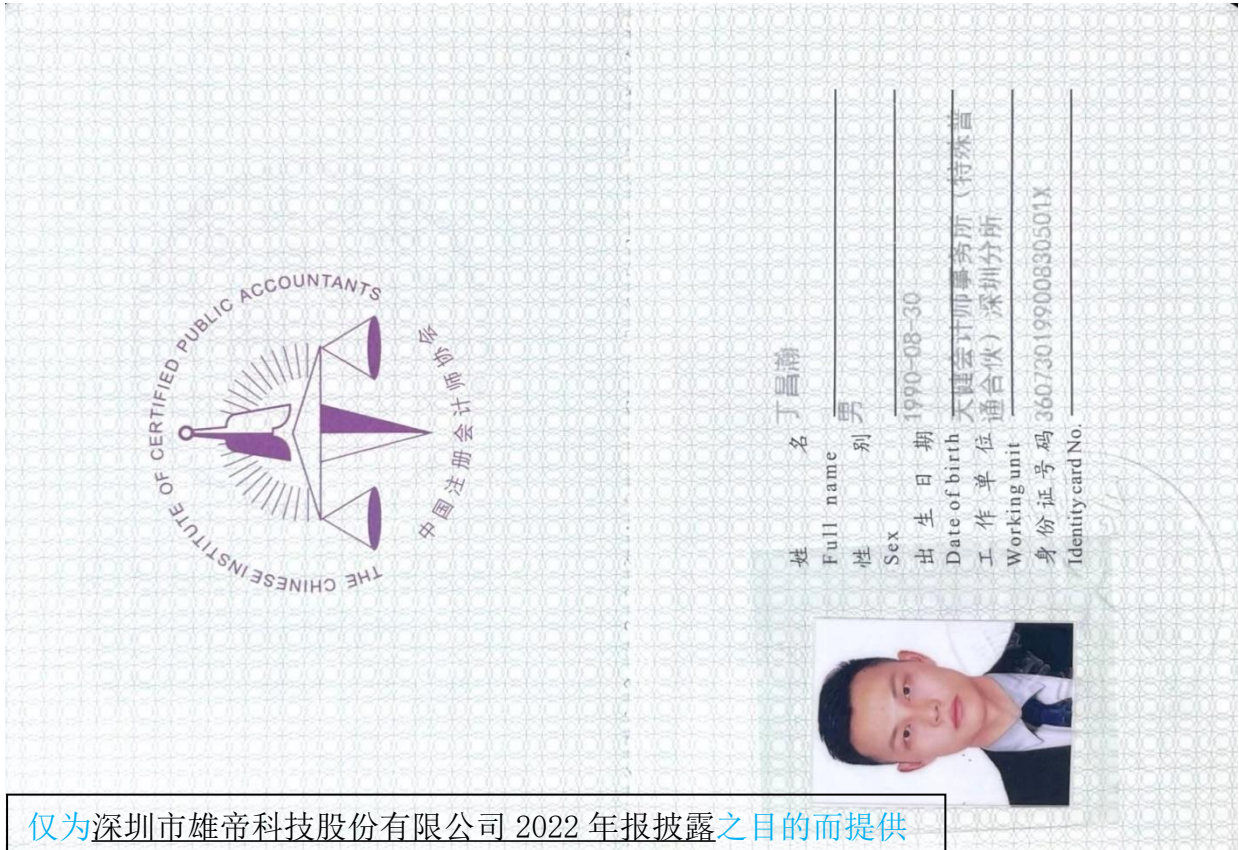 THE CHINESE INSTITUTE OF CERTIFIED PUBLIC ACCOUNTANTS
中国注册会计师协会
姓 名 丁昌瀚
Full name
性 别 男
Sex
出 生 日 期 1990-08-30
Date of birth
工 作 单 位 天健会计师事务所（特殊普
通合伙）深圳分所
Working unit
身 份 证 号 码 36073019900830501X
Identity card No.
仅为深圳市雄帝科技股份有限公司 2022 年报披露之目的而提供